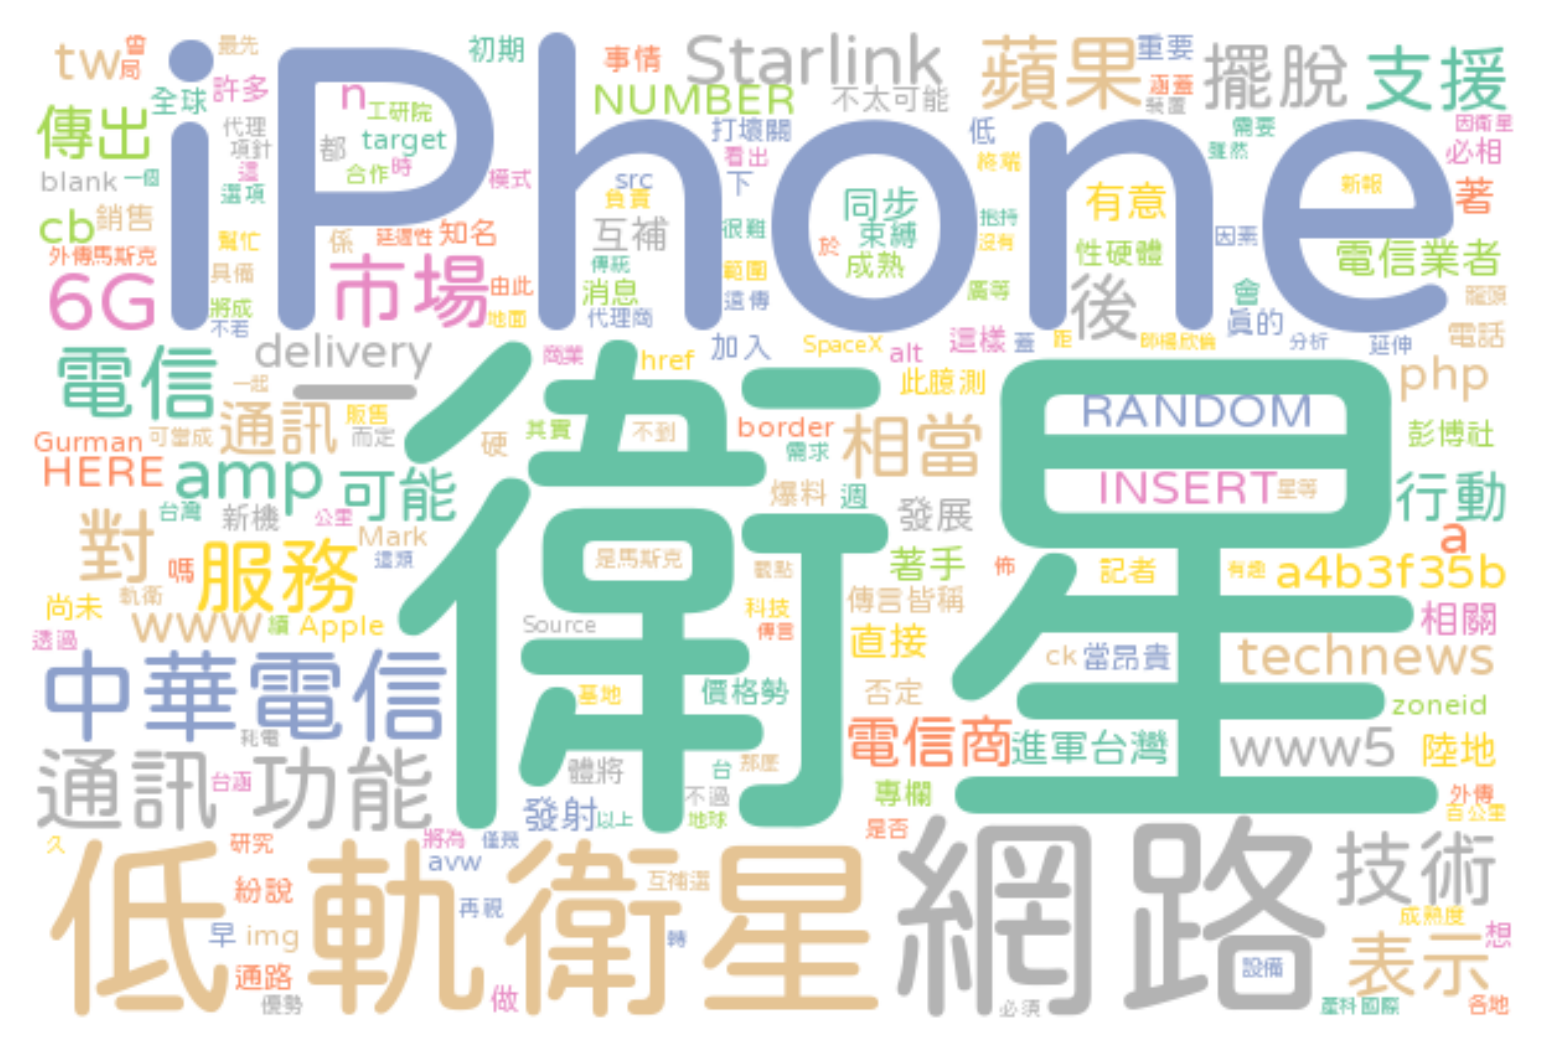 tw
曾
局
最先
初期
事情
Starlink
蘋果
重要
涵蓋
裝置
擺脫
支援
iPhone
全球
許多
n
工研院
NUMBER
不太可能
傳出
代理
項針
都
target
打壞關
低
需要
雖然
因衛星
必相
blank
一個
這
選項
合作
時
模式
src
負責
看出
下
終端
有意
新報
著
cb
銷售
幫忙
係
延遲性
知名
互補
很難
同步
束縛
於
成熟
抱持
沒有
性硬體
因素
電信業者
外傳馬斯克
具備
傳統
範圍
6G
將成
不若
市場
由此
地面
消息
代理商
遠傳
廣等
後
會
真的
龍頭
電信
delivery
商業
href
加入
SpaceX
alt
這樣
蓋
距
分析
延伸
電話
一起
此臆測
php
Gurman
可當成
通訊
販售
而定
硬
其實
不到
border
需求
相當
RANDOM
彭博社
HERE
amp
可能
爆料
週
發展
INSERT
星等
行動
衛星
對
台灣
新機
公里
Mark
這類
嗎
服務
是馬斯克
觀點
著手
佈
記者
有趣
a
a4b3f35b
尚未
軌衛
www
續
Apple
Source
科技
傳言
傳言皆稱
直接
相關
透過
中華電信
基地
價格勢
否定
ck
當昂貴
technews
zoneid
耗電
通訊
台涵
功能
體將
台
那麼
不過
地球
電信商
進軍台灣
www5
陸地
發射
以上
專欄
是否
外傳
百公里
久
研究
將為
僅幾
avw
低軌衛星
網路
技術
紛說
互補選
再視
早
img
轉
成熟度
想
通路
優勢
做
設備
表示
必須
產科國際
各地